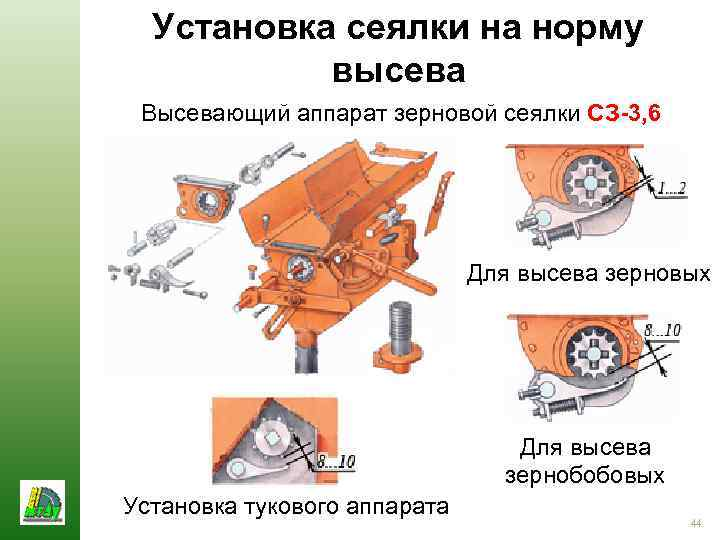 Установка сеялки на норму
высева
Высевающий аппарат зерновой сеялки СЗ-3,6
1...2
Для высева зерновых
8...10
Для высева
зернобобовых
8...10
Установка тукового аппарата
44